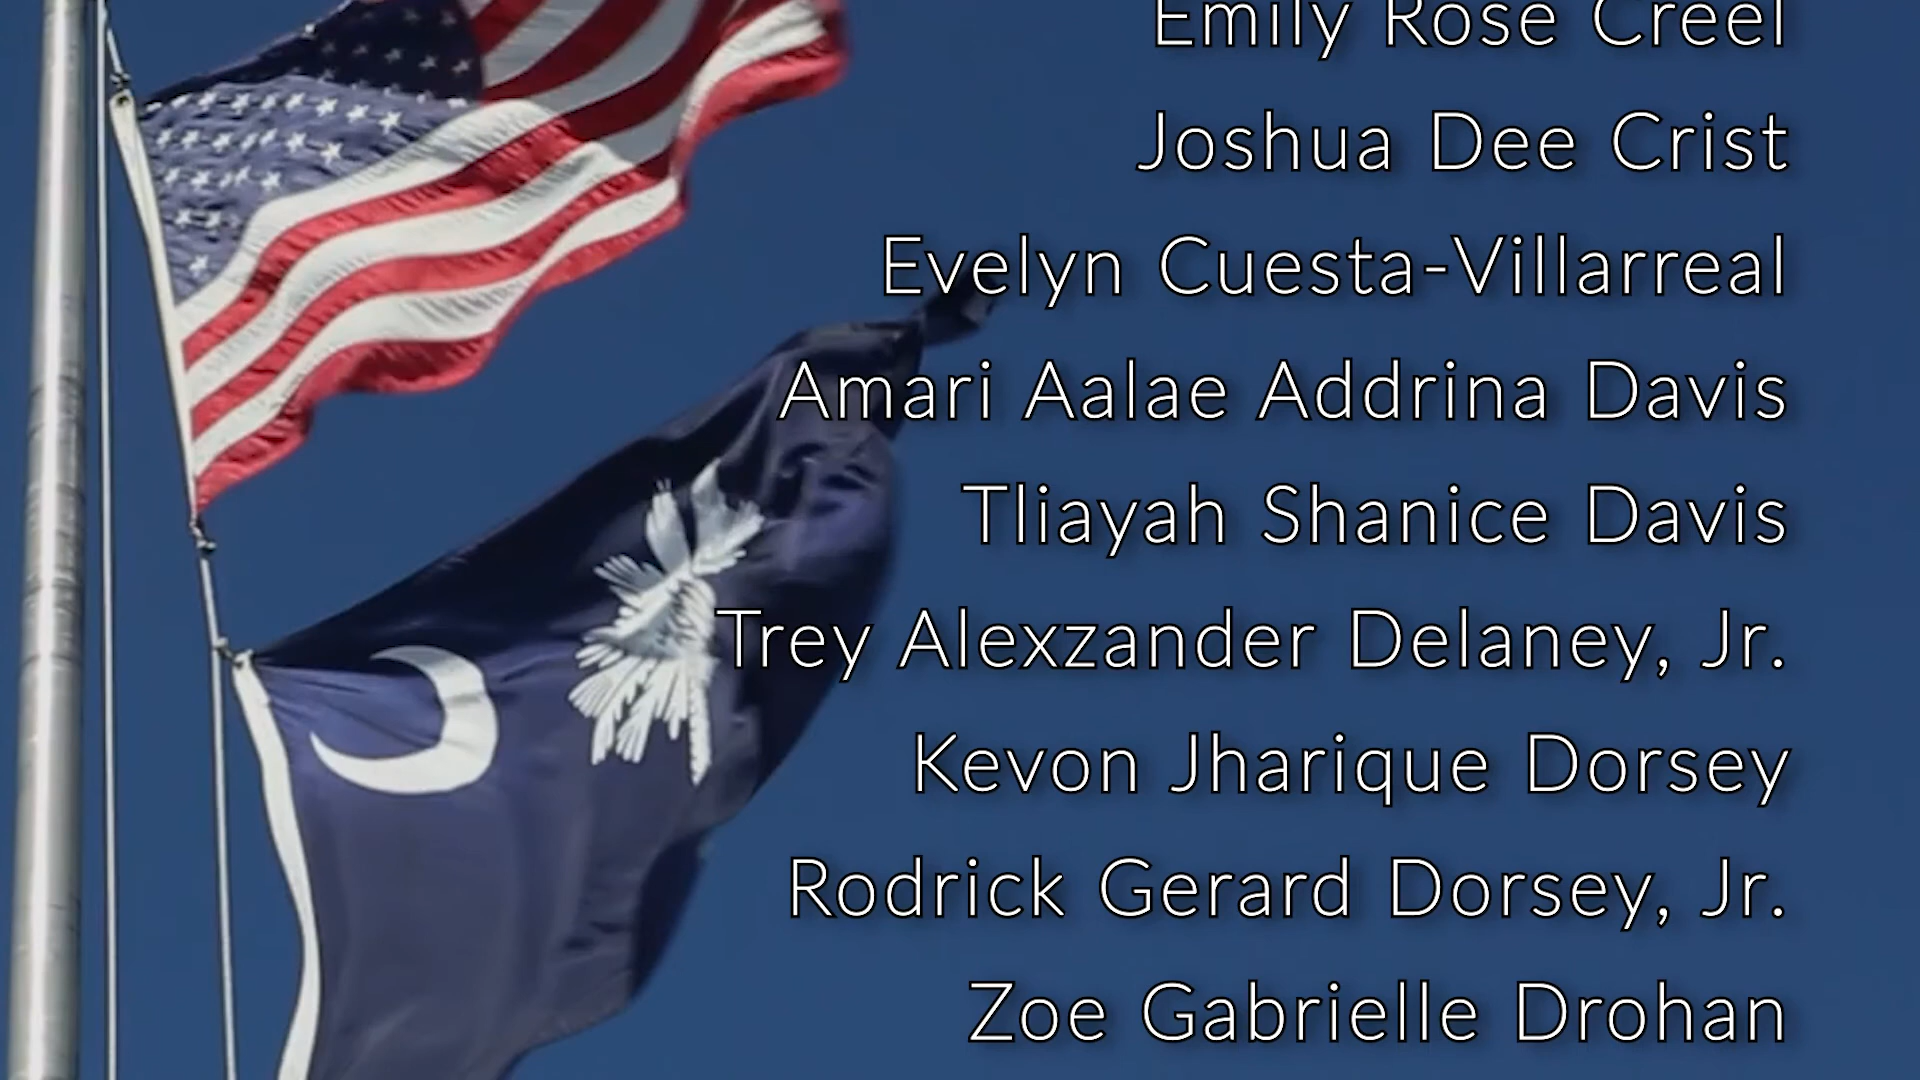 Emily Rose Creel
Joshua Dee Crist
Evelyn Cuesta-Villarreal
Amari Aalae Addrina Davis
Tliayah Shanice Davis
Trey Alexzander Delaney, Jr.
Kevon Jharique Dorsey
Rodrick Gerard Dorsey, Jr.
Zoe Gabrielle Drohan